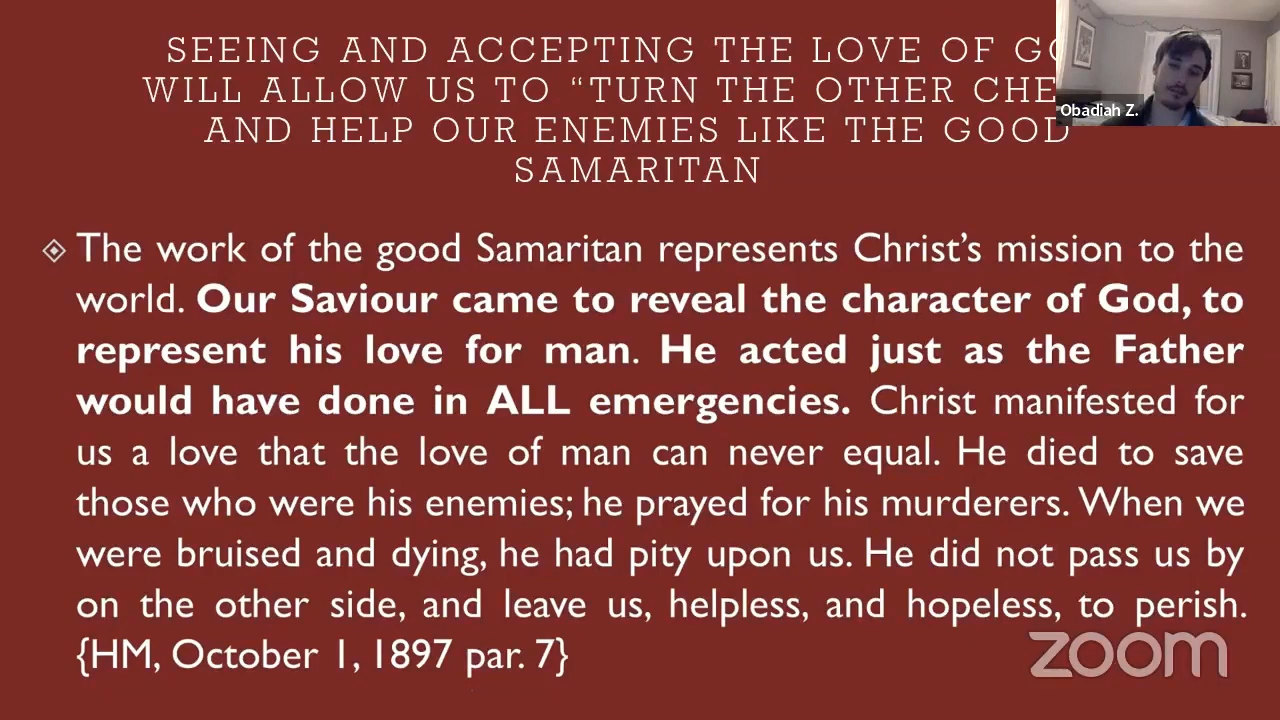 SEEING AND ACCEPTING THE LOVE OF
WILL ALLOW US TO “TURN THE OTHER
AND HELP OUR ENEMIES LIKE THE GOOD
SAMARITAN
Obadiah Z.
The work of the good Samaritan represents Christ’s mission to the
world. Our Saviour came to reveal the character of God, to
represent his love for man. He acted just as the Father
would have done in ALL emergencies. Christ manifested for
us a love that the love of man can never equal. He died to save
those who were his enemies; he prayed for his murderers. When we
were bruised and dying, he had pity upon us. He did not pass us by
on the other side, and leave us, helpless, and hopeless, to perish.
{HM, October 1, 1897 par. 7}
zoom